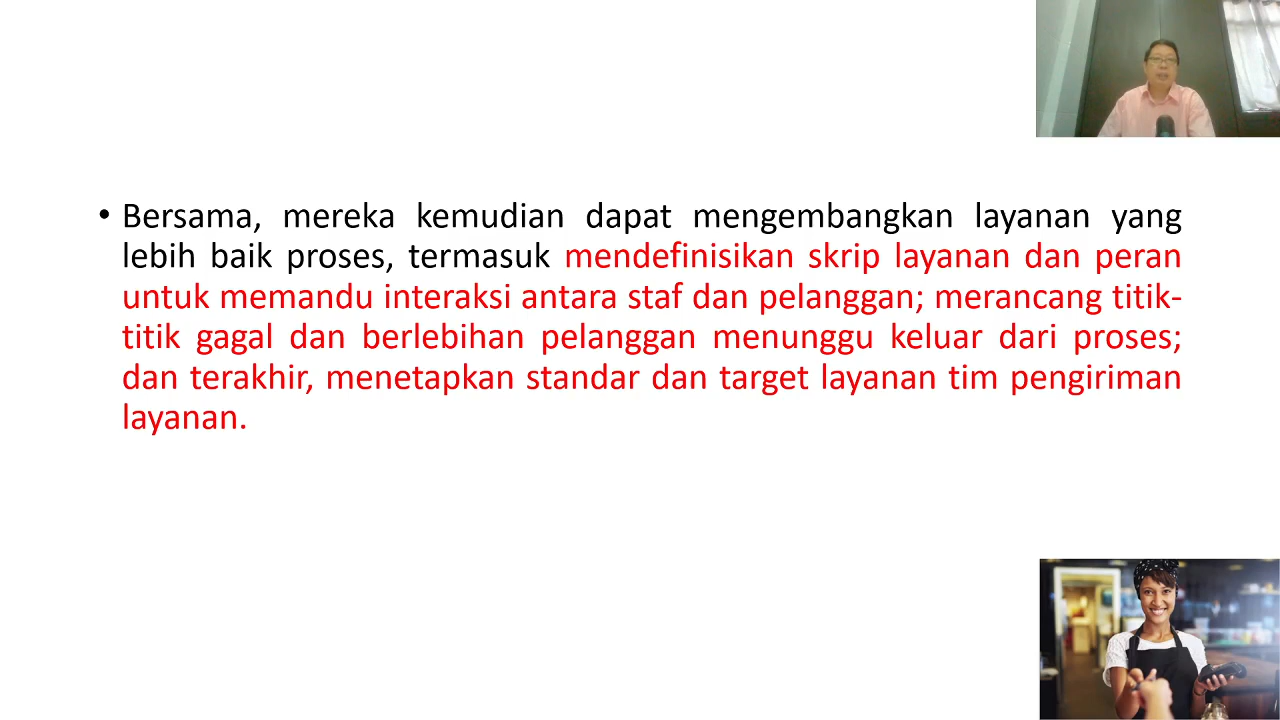 • Bersama, mereka kemudian dapat mengembangkan layanan yang
lebih baik proses, termasuk mendefinisikan skrip layanan dan peran
untuk memandu interaksi antara staf dan pelanggan; merancang titik-
titik gagal dan berlebihan pelanggan menunggu keluar dari proses;
dan terakhir, menetapkan standar dan target layanan tim pengiriman
layanan.